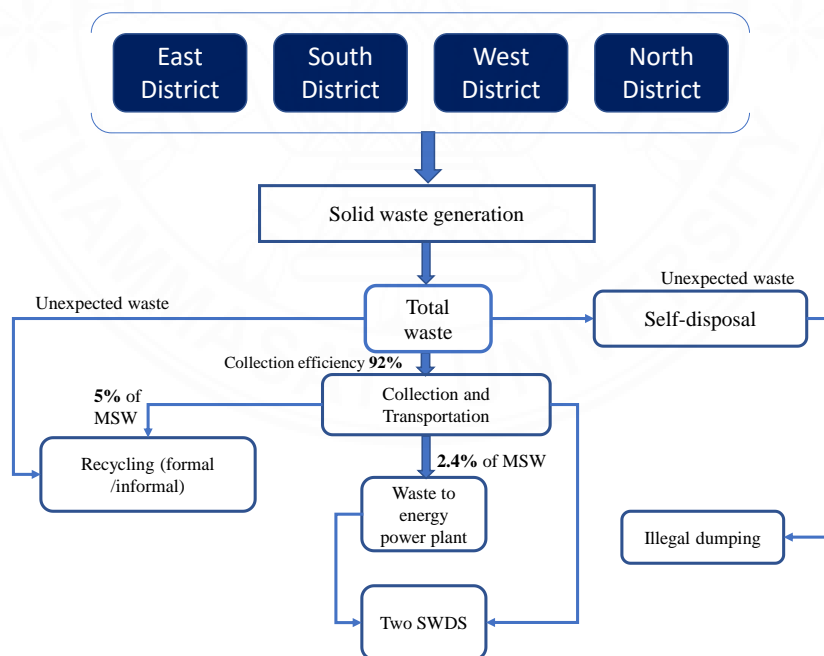 East
District
South
District
West
District
North
District
Solid waste generation
Unexpected waste
Unexpected waste
Total
waste
Self-disposal
Collection efficiency 92%
5% of
MSW
Collection and
Transportation
2.4% of MSW
Recycling (formal
/informal)
Waste to
energy
power plant
Illegal dumping
Two SWDS